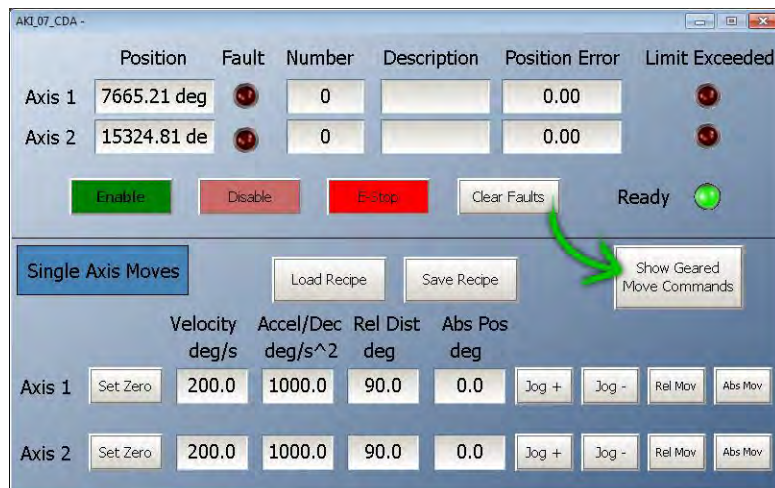 AKI_07_CDA -
Position Fault Number Description Position Error Limit Exceeded
Axis 1 7665.21 deg 0 0.00
Axis 2 15324.81 de 0 0.00
Enable Disable E-Stop Clear Faults Ready
Single Axis Moves Load Recipe Save Recipe Show Geared
Move Commands
Velocity Accel/Dec Rel Dist Abs Pos
deg/s deg/s^2 deg deg
Axis 1 Set Zero 200.0 1000.0 90.0 0.0 Jog + Jog - Rel Mov Abs Mov
Axis 2 Set Zero 200.0 1000.0 90.0 0.0 Jog + Jog - Rel Mov Abs Mov